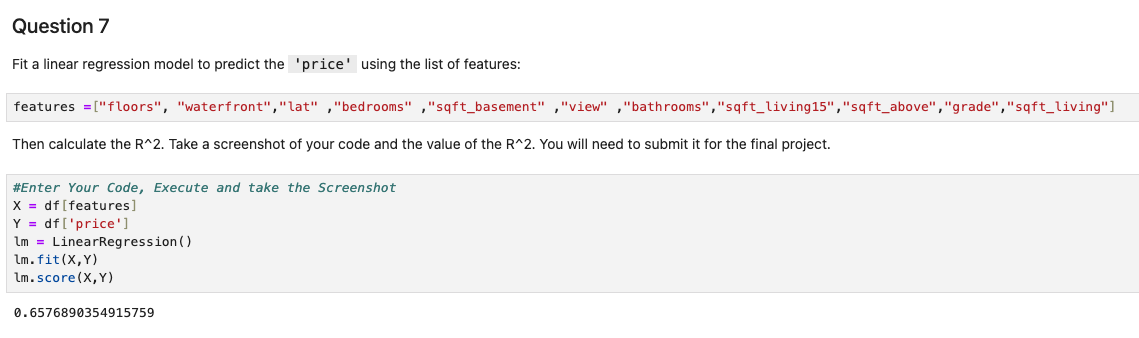 Question 7
Fit a linear regression model to predict the 'price' using the list of features:
features =["floors", "waterfront","lat" ,"bedrooms" ,"sqft_basement" ,"view" ,"bathrooms","sqft_living15","sqft_above","grade","sqft_living"]
Then calculate the R^2. Take a screenshot of your code and the value of the R^2. You will need to submit it for the final project.
#Enter Your Code, Execute and take the Screenshot
X = df[features]
Y = df['price']
lm = LinearRegression()
lm.fit(X,Y)
lm.score(X,Y)
0.6576890354915759